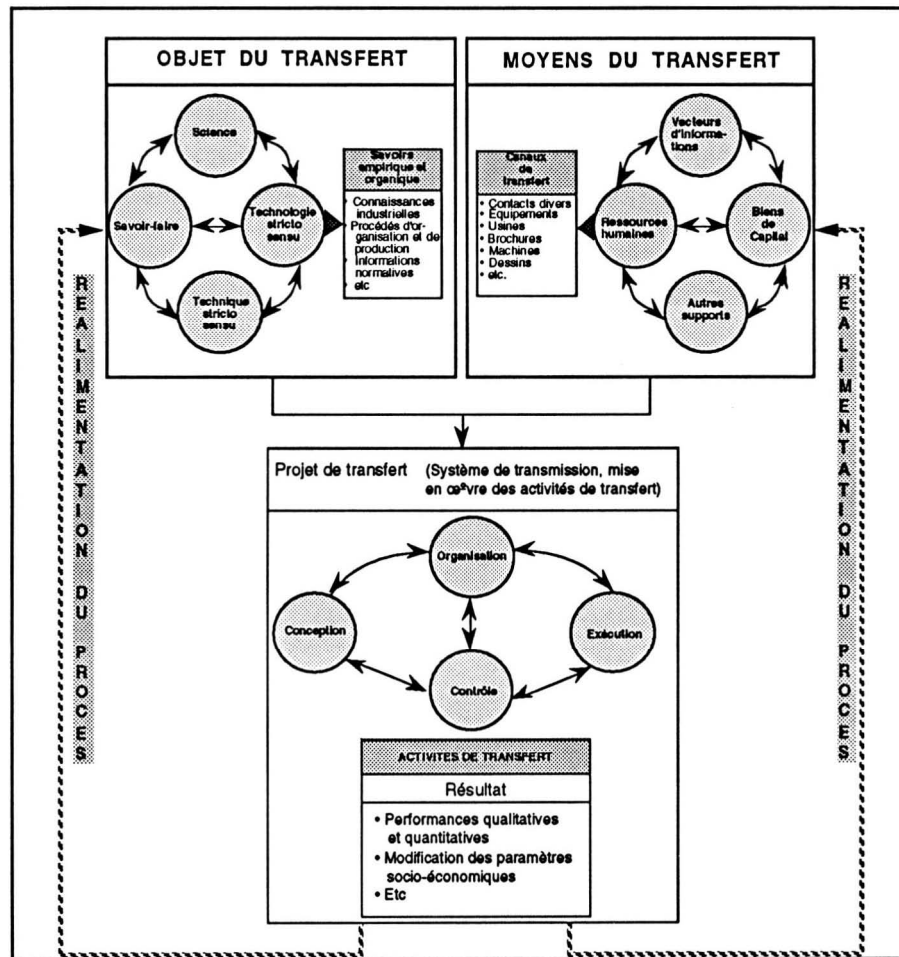 OBJET DU TRANSFERT
Science
Savoir-faire
Technologie
stricto
sensu
Technique
stricto
sensu
Savoirs
empirique et
organique
• Connaissances
industrielles
• Procédés d'or-
ganisation et de
production
• Informations
normatives
• etc
MOYENS DU TRANSFERT
Canaux
de
transfert
• Contacts divers
• Equipements
• Usines
• Brochures
• Machines
• Dessins
• etc.
Vecteurs
d'informa-
tions
Ressources
humaines
Biens
de
Capital
Autres
supports
REALIMENTATION DU PROCES
REALIMENTATION DU PROCES
Projet de transfert (Système de transmission, mise
en œ²vre des activités de transfert)
Organisation
Conception
Exécution
Contrôle
ACTIVITES DE TRANSFERT
Résultat
• Performances qualitatives
et quantitatives
• Modification des paramètres
socio-économiques
• Etc